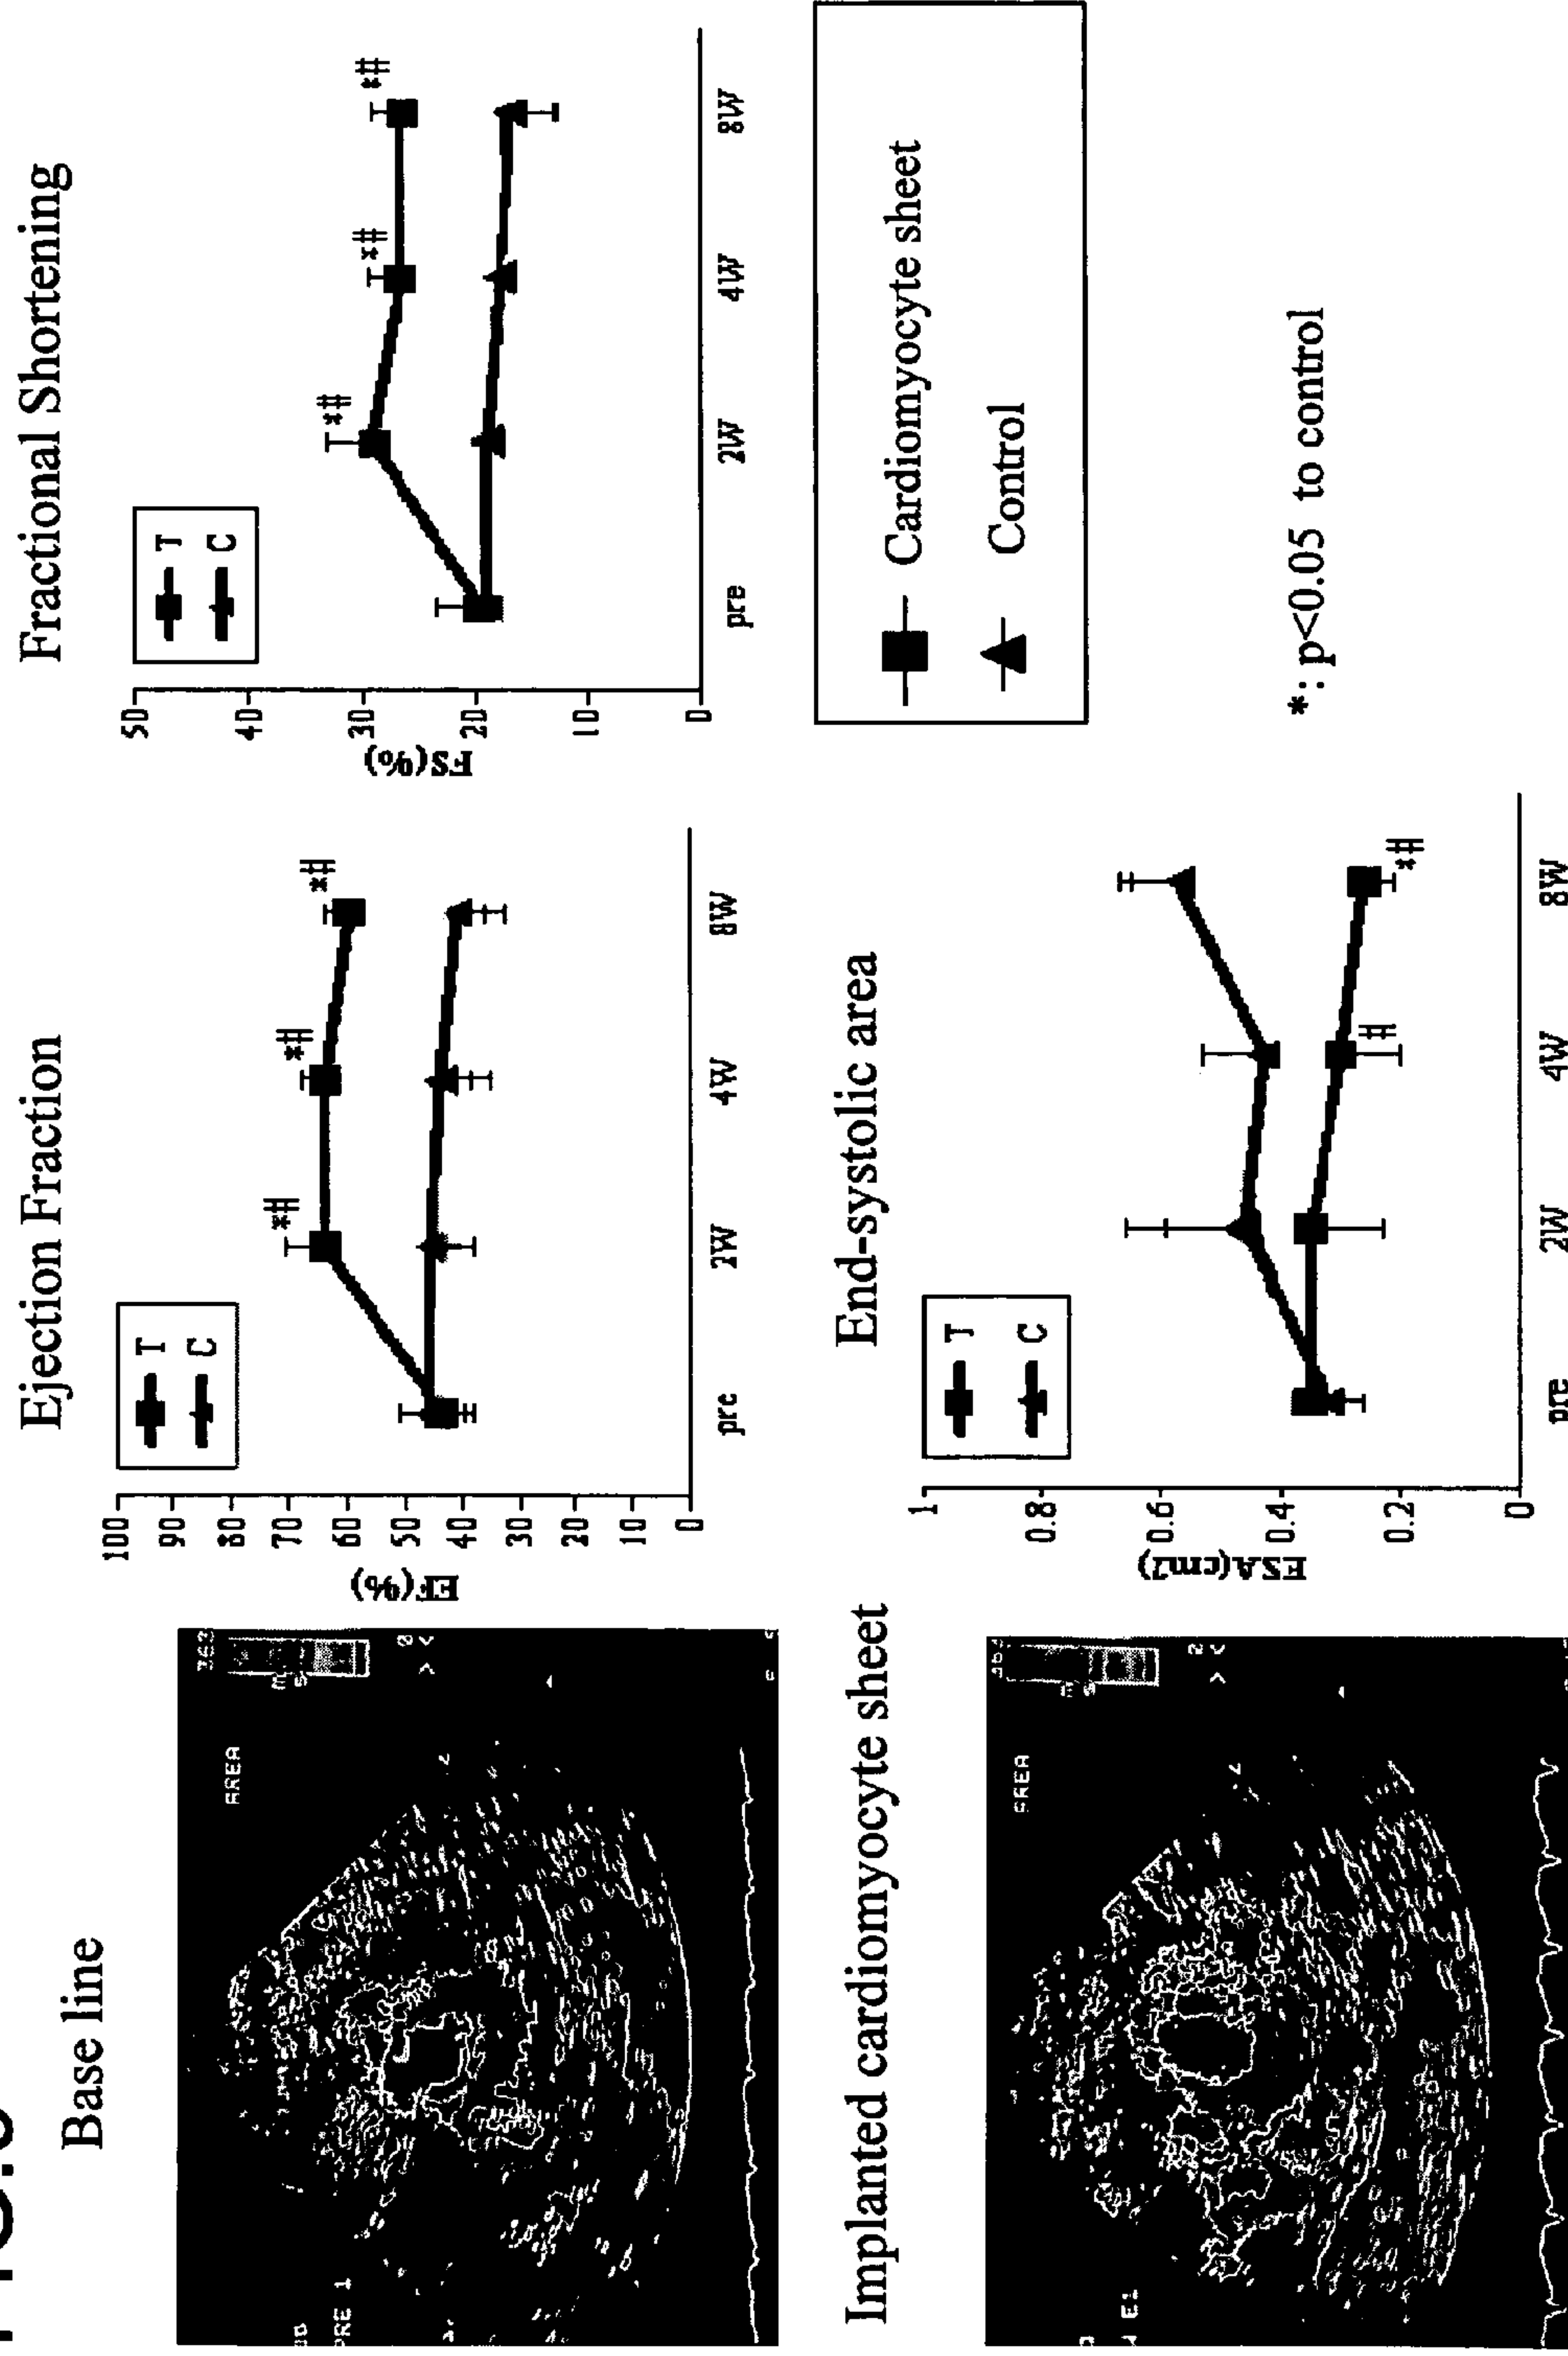 Base line
AREA
Implanted cardiomyocyte sheet
AREA
Ejection Fraction
T
C
EF(%)
100
90
80
70
60
50
40
30
20
10
0
*#
*#
*#
pre
2W
4W
8W
Fractional Shortening
T
C
FS(%)
50
40
30
20
10
0
*#
*#
*#
pre
2W
4W
8W
End-systolic area
T
C
ESA(cm2)
1
0.8
0.6
0.4
0.2
0
#
*#
pre
2W
4W
8W
Cardiomyocyte sheet
Control
*: p<0.05 to control